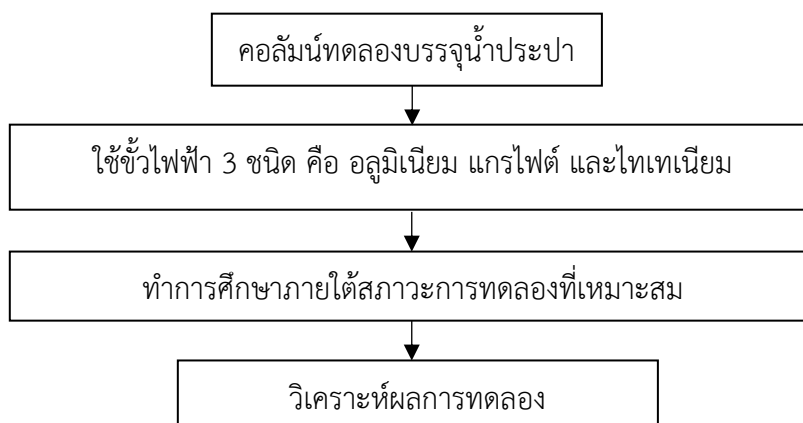 คอลัมน์ทดลองบรรจุน้ำประปา
ใช้ขั้วไฟฟ้า 3 ชนิด คือ อลูมิเนียม แกรไฟต์ และไทเทเนียม
ทำการศึกษาภายใต้สภาวะการทดลองที่เหมาะสม
วิเคราะห์ผลการทดลอง